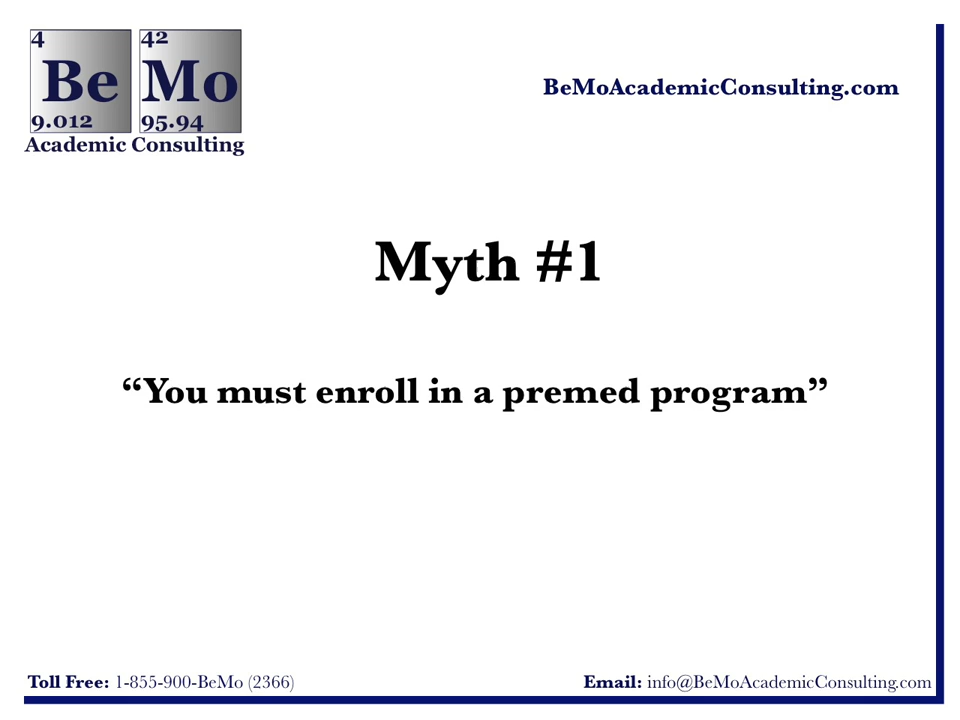 4 42
Be Mo
9.012 95.94
Academic Consulting
BeMoAcademicConsulting.com
Myth #1
“You must enroll in a premed program”
Toll Free: 1-855-900-BeMo (2366) Email: info@BeMoAcademicConsulting.com